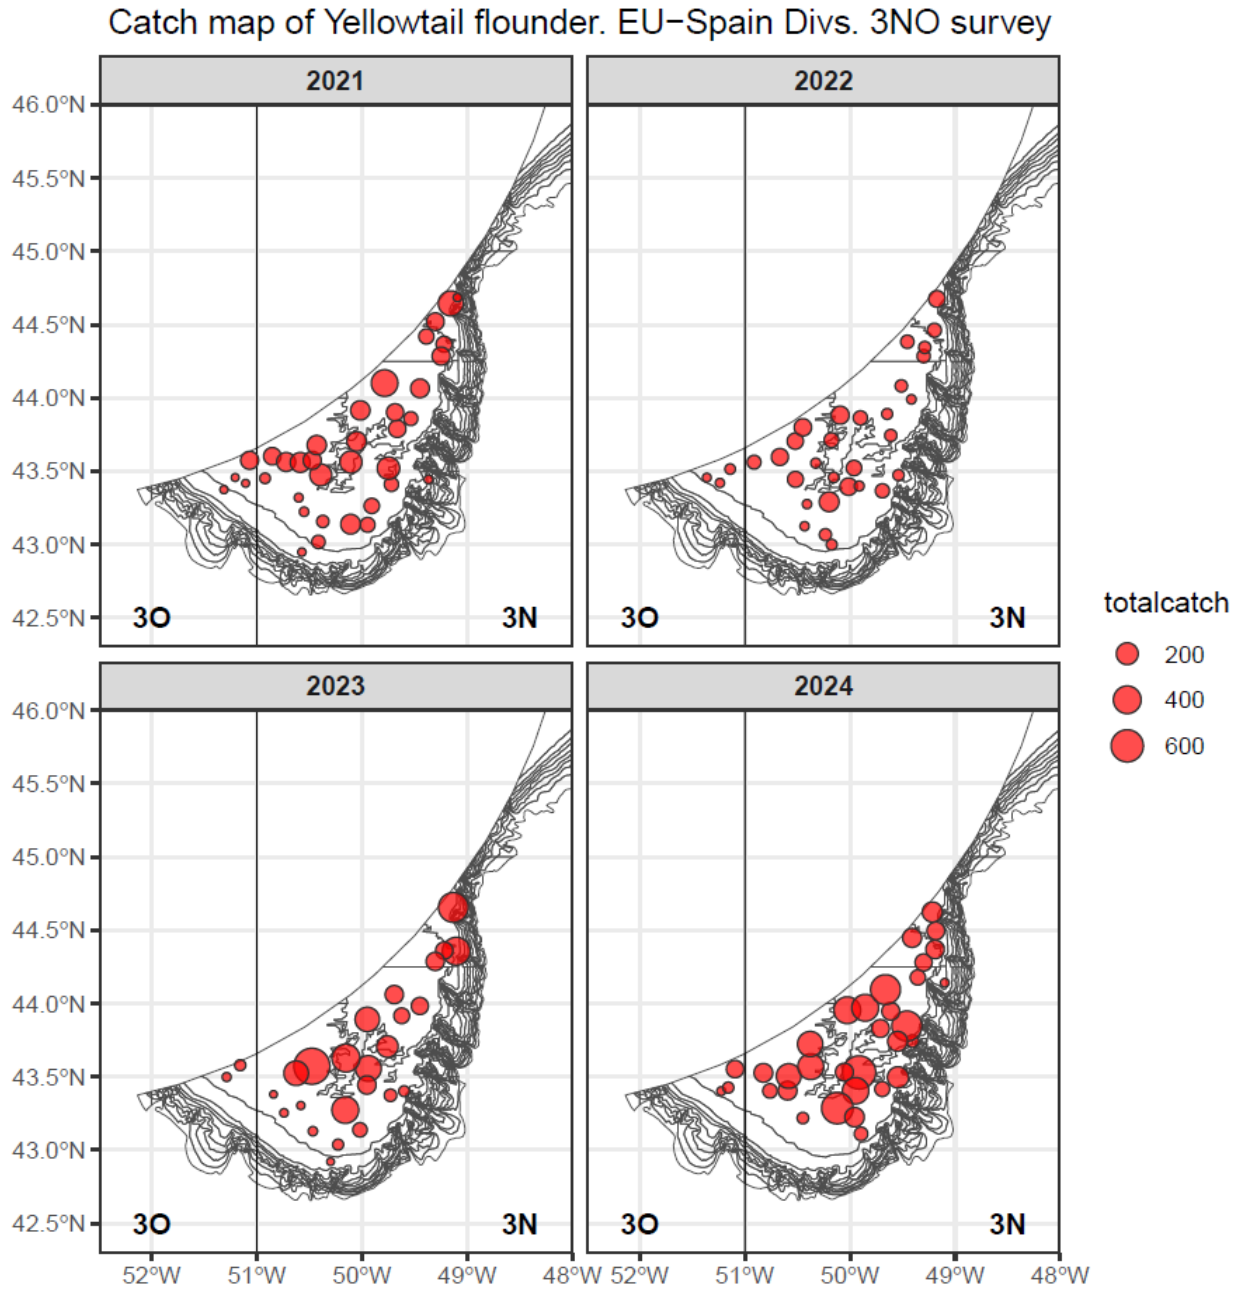 Catch map of Yellowtail flounder. EU−Spain Divs. 3NO survey
2021
2022
46.0°N
45.5°N
45.0°N
44.5°N
44.0°N
43.5°N
43.0°N
42.5°N
3O
3N
3O
3N
totalcatch
200
400
600
2023
2024
46.0°N
45.5°N
45.0°N
44.5°N
44.0°N
43.5°N
43.0°N
42.5°N
3O
3N
3O
3N
52°W 51°W 50°W 49°W 48°W 52°W 51°W 50°W 49°W 48°W